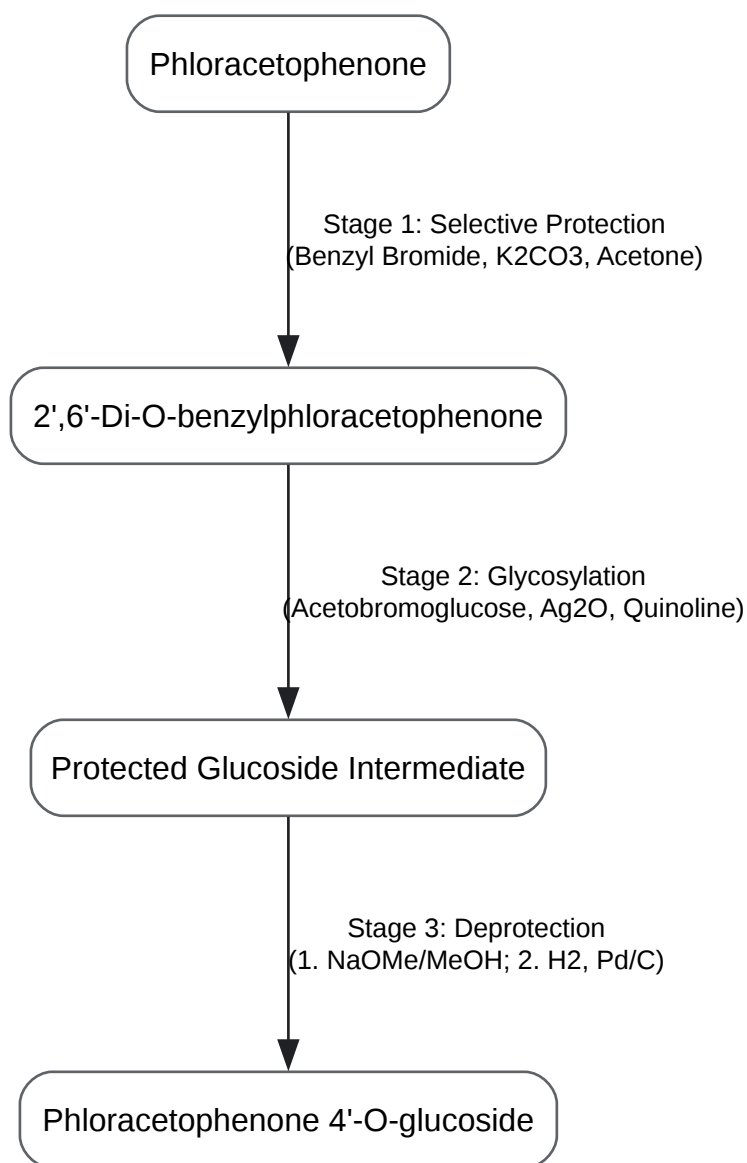 Phloracetophenone
Stage 1: Selective Protection
(Benzyl Bromide, K2CO3, Acetone)
2',6'-Di-O-benzylphloracetophenone
Stage 2: Glycosylation
(Acetobromoglucose, Ag2O, Quinoline)
Protected Glucoside Intermediate
Stage 3: Deprotection
(1. NaOMe/MeOH; 2. H2, Pd/C)
Phloracetophenone 4'-O-glucoside